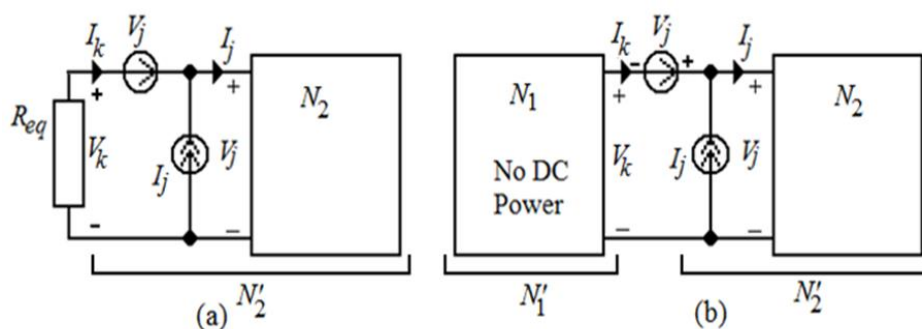 I_k V_j I_j
+ +
N_2
R_eq V_k I_j V_j
- −
N'_2
(a)
I_k V_j I_j
- +
+ +
N_1 N_2
No DC
Power
V_k I_j V_j
− −
N'_1 N'_2
(b)